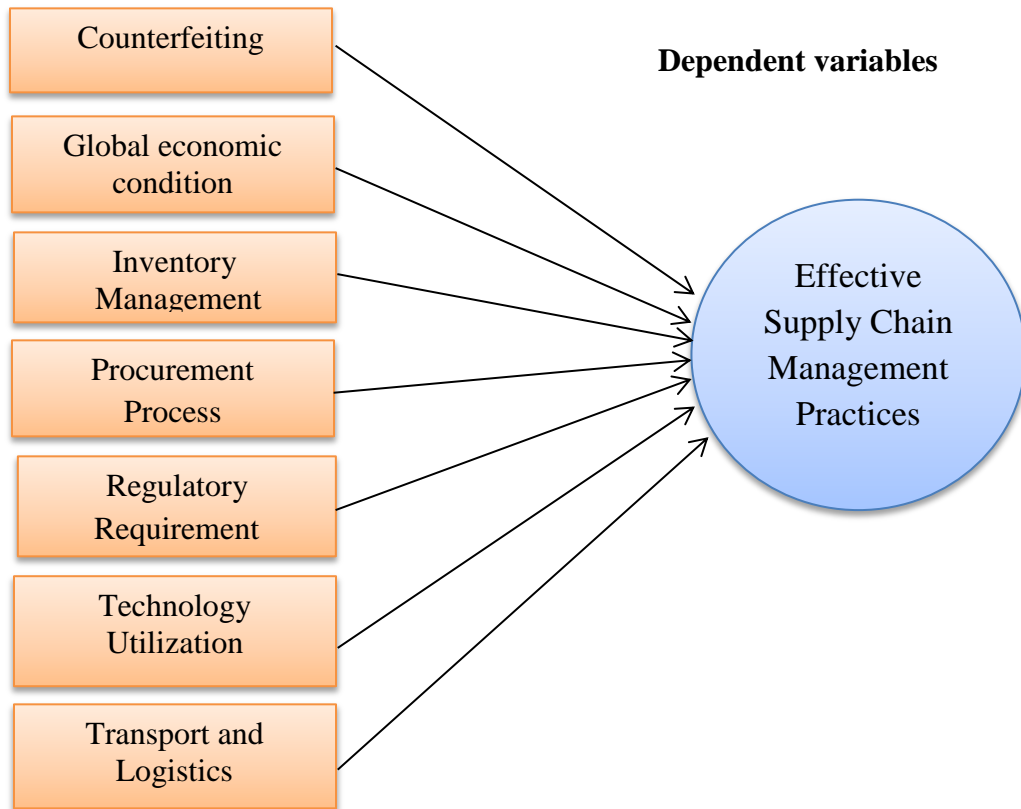 Counterfeiting
Dependent variables
Global economic
condition
Inventory
Management
Procurement
Process
Regulatory
Requirement
Technology
Utilization
Transport and
Logistics
Effective
Supply Chain
Management
Practices